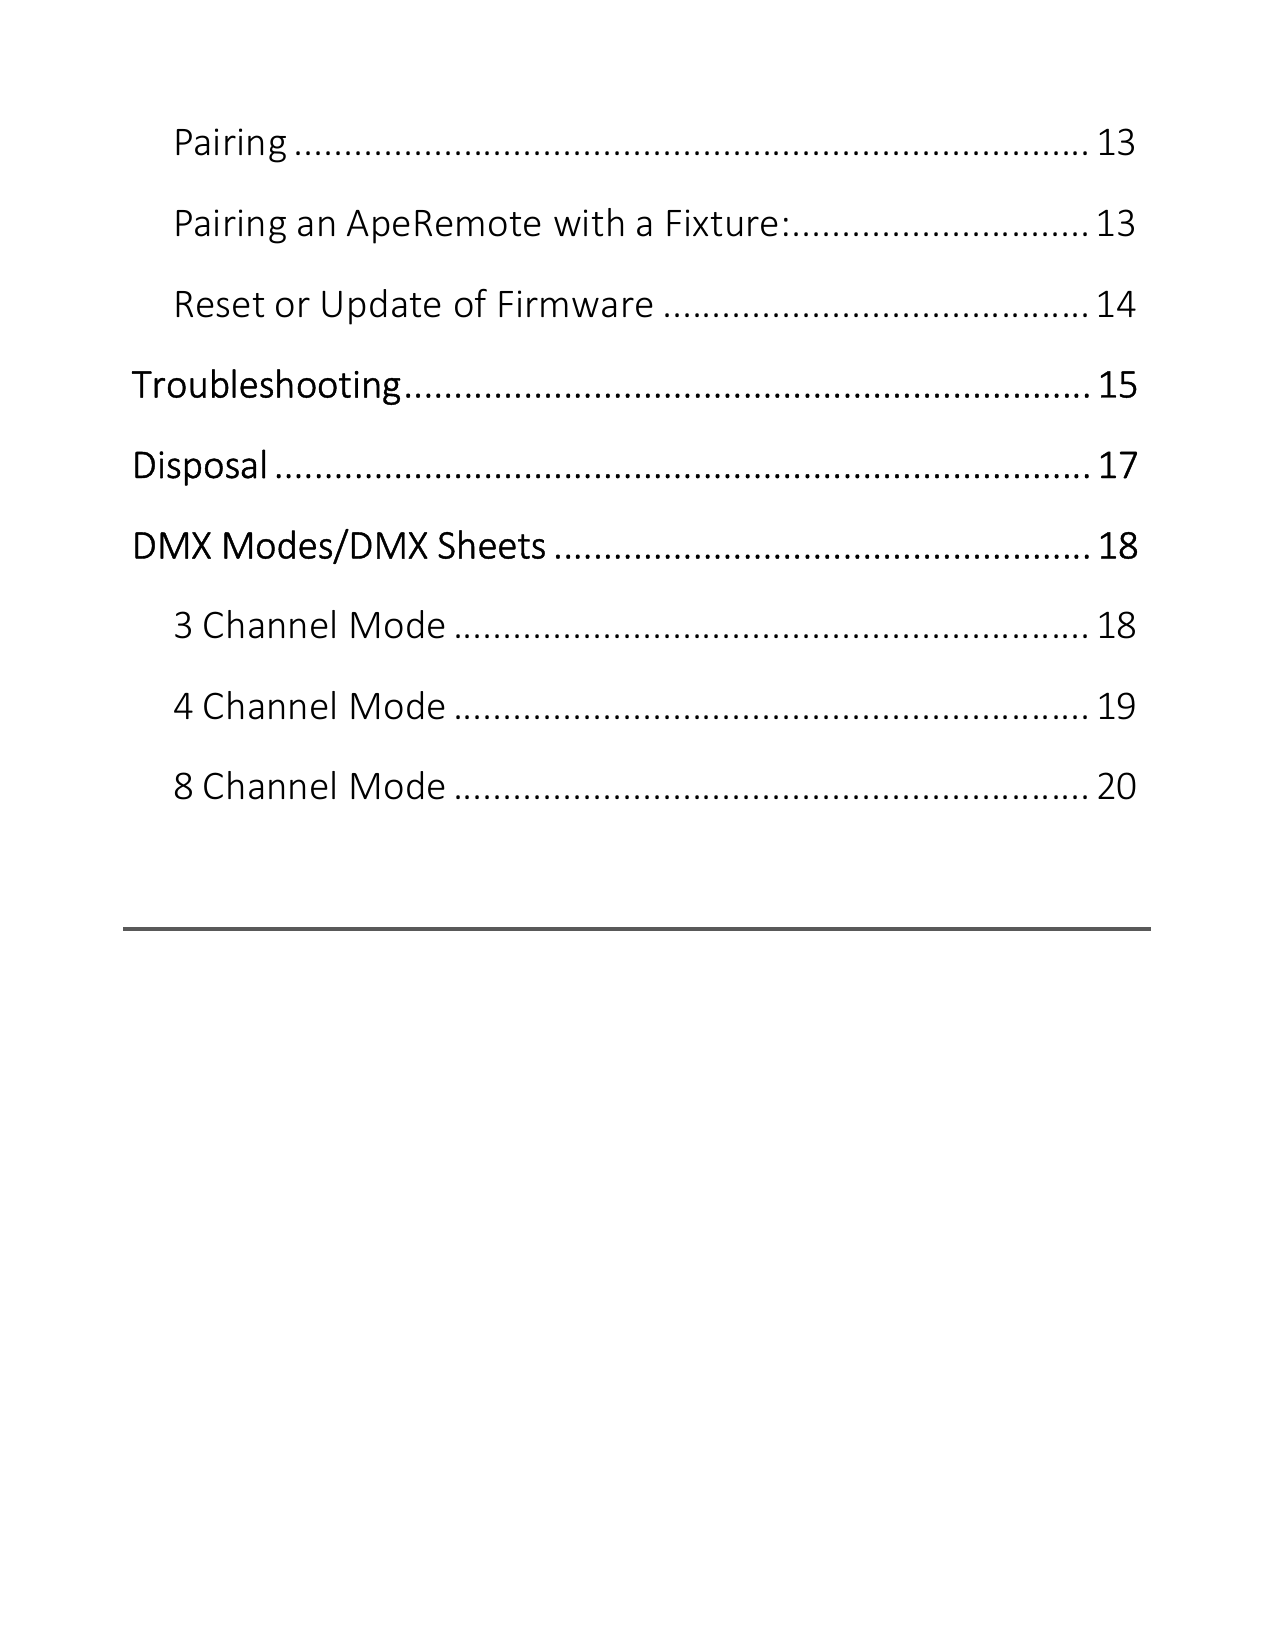 Pairing ................................................................................ 13
Pairing an ApeRemote with a Fixture:.............................. 13
Reset or Update of Firmware ........................................... 14
Troubleshooting..................................................................... 15
Disposal .................................................................................. 17
DMX Modes/DMX Sheets ...................................................... 18
3 Channel Mode ................................................................ 18
4 Channel Mode ................................................................ 19
8 Channel Mode ................................................................ 20